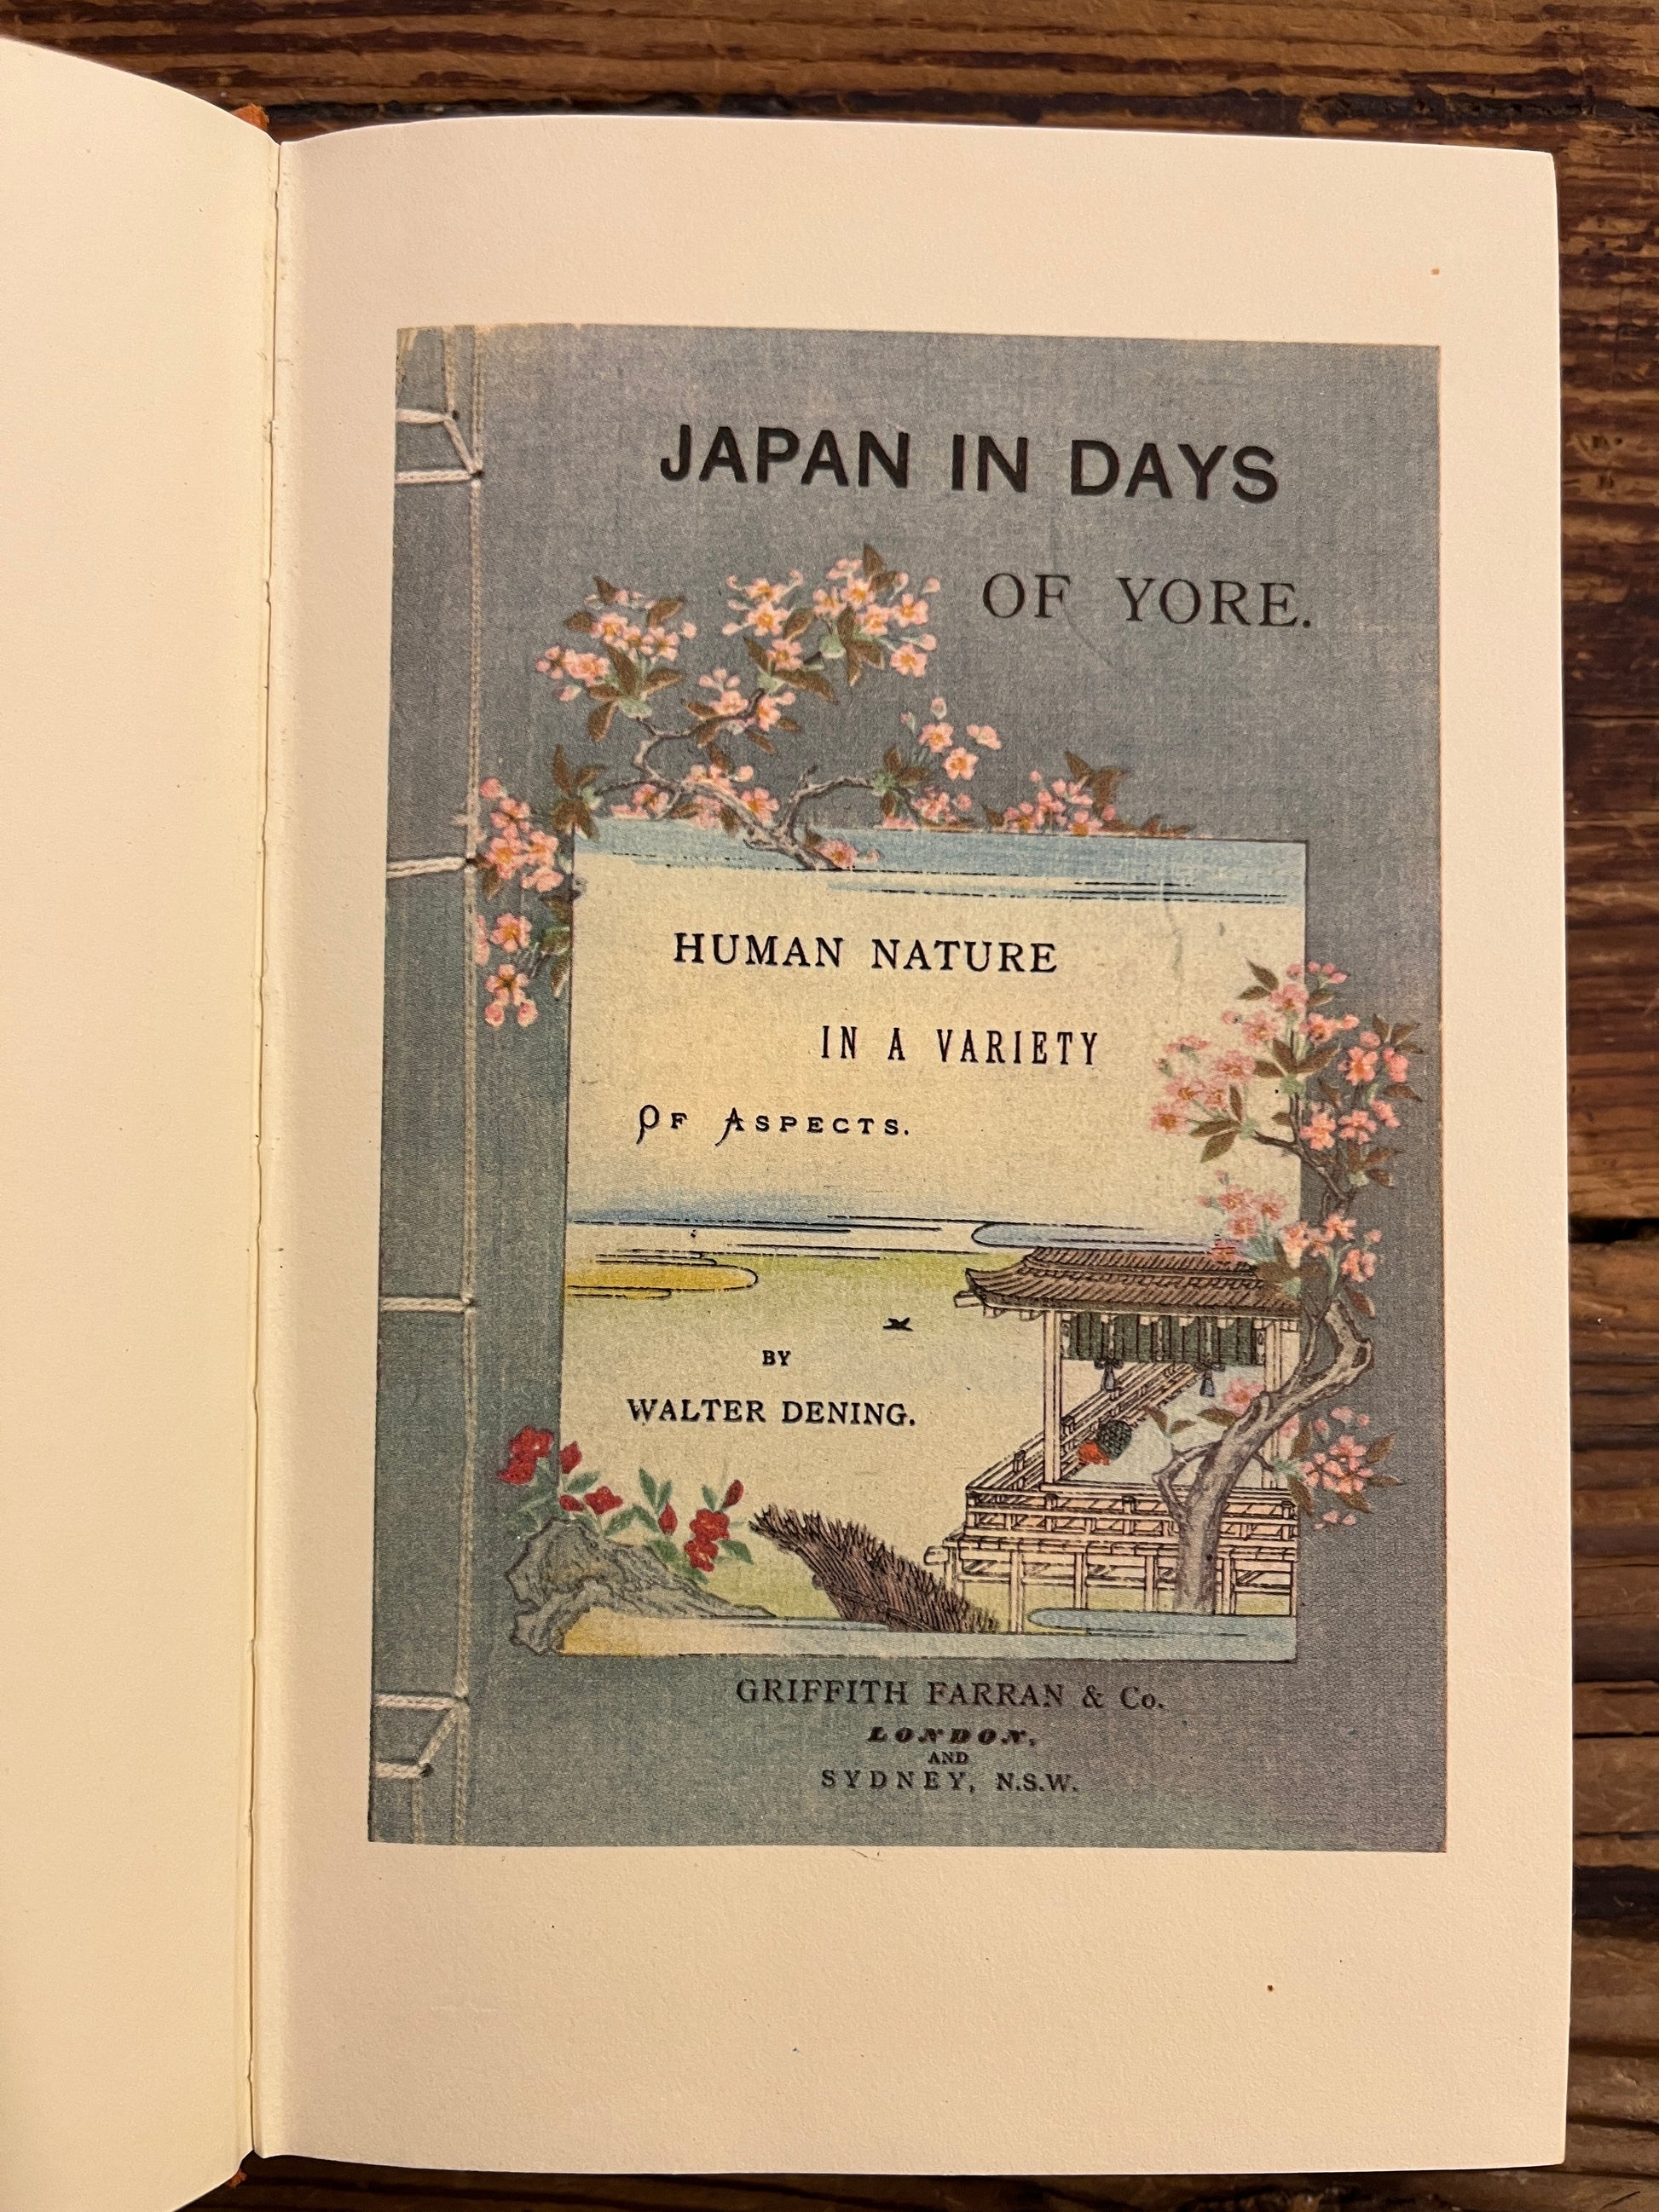 JAPAN IN DAYS
OF YORE.
HUMAN NATURE
IN A VARIETY
OF ASPECTS.
BY
WALTER DENING.
GRIFFITH FARRAN & Co.
LONDON,
AND
SYDNEY, N.S.W.